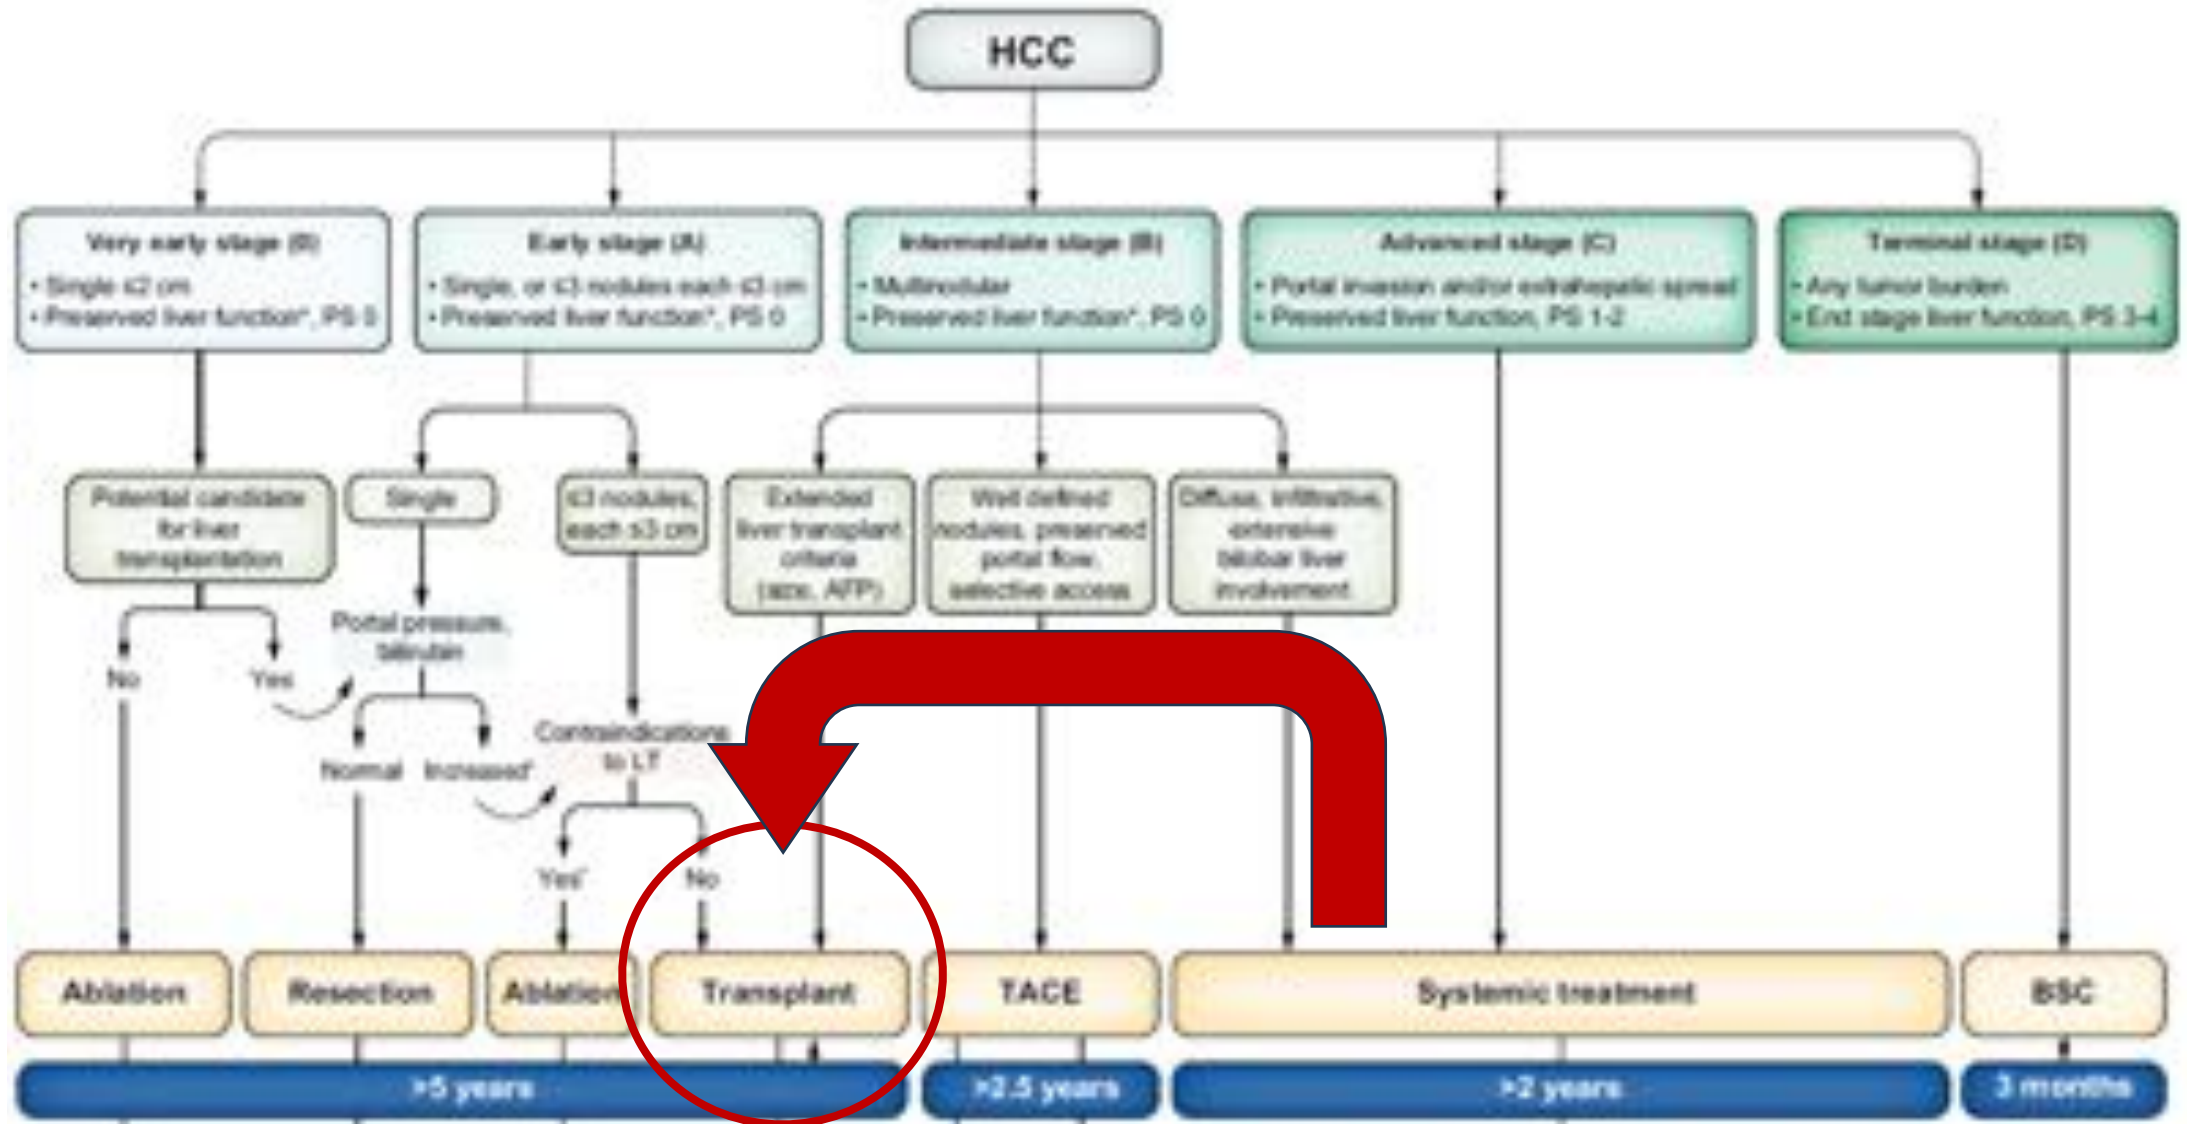 HCC
Very early stage (0)
• Single ≤2 cm
• Preserved liver function*, PS 0
Early stage (A)
• Single, or ≤3 nodules each ≤3 cm
• Preserved liver function*, PS 0
Intermediate stage (B)
• Multinodular
• Preserved liver function*, PS 0
Advanced stage (C)
• Portal invasion and/or extrahepatic spread
• Preserved liver function, PS 1-2
Terminal stage (D)
• Any tumor burden
• End stage liver function, PS 3-4
Potential candidate
for liver
transplantation
Single
≤3 nodules,
each ≤3 cm
Extended
liver transplant
criteria
(size, AFP)
Well defined
nodules, preserved
portal flow,
selective access
Diffuse, infiltrative,
extensive
bilobar liver
involvement
No
Yes
Portal pressure,
bilirubin
Normal
Increased
Contraindications
to LT
Yes
No
Ablation
Resection
Ablation
Transplant
TACE
Systemic treatment
BSC
>5 years
>2.5 years
>2 years
3 months